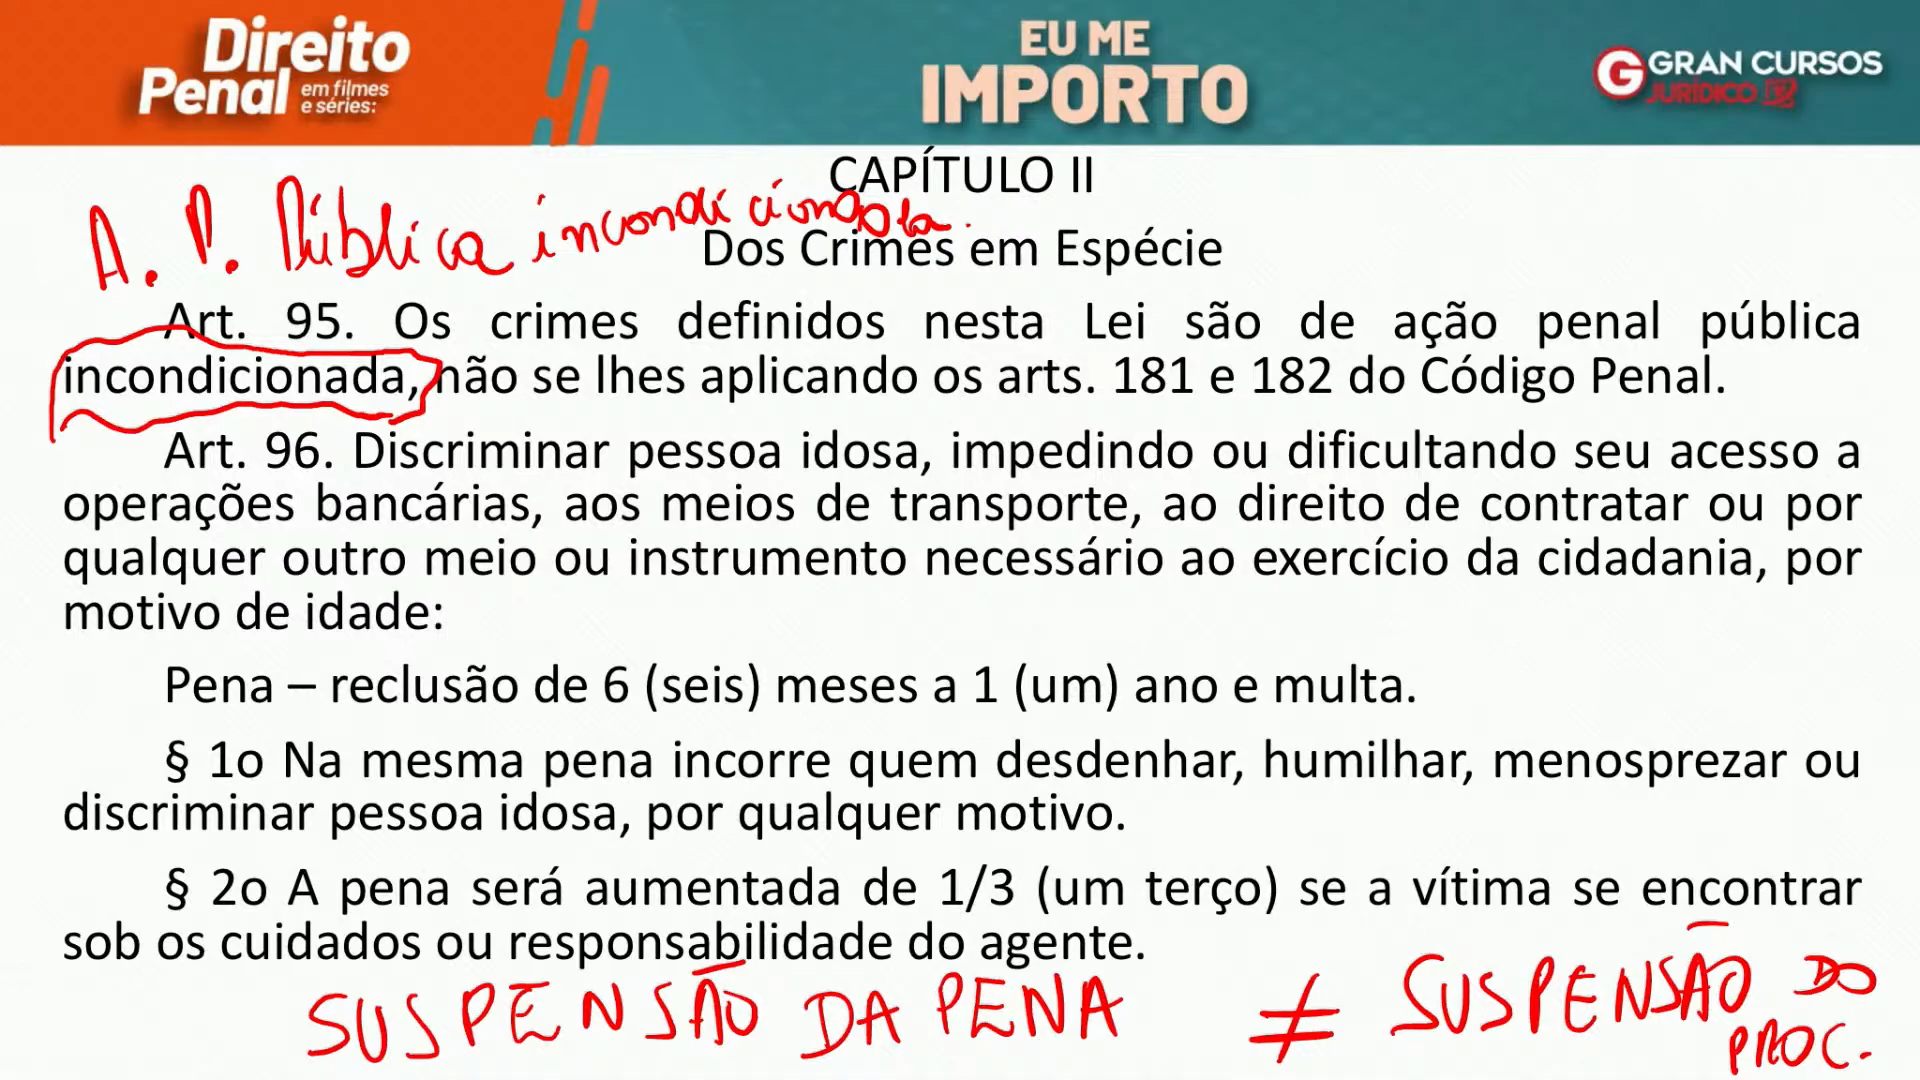 Direito
Penal em filmes
e séries:
EU ME
IMPORTO
GRAN CURSOS
JURÍDICO
CAPÍTULO II
A. P. Pública incondicionada.
Dos Crimes em Espécie
Art. 95. Os crimes definidos nesta Lei são de ação penal pública
incondicionada, não se lhes aplicando os arts. 181 e 182 do Código Penal.
Art. 96. Discriminar pessoa idosa, impedindo ou dificultando seu acesso a
operações bancárias, aos meios de transporte, ao direito de contratar ou por
qualquer outro meio ou instrumento necessário ao exercício da cidadania, por
motivo de idade:
Pena – reclusão de 6 (seis) meses a 1 (um) ano e multa.
§ 1o Na mesma pena incorre quem desdenhar, humilhar, menosprezar ou
discriminar pessoa idosa, por qualquer motivo.
§ 2o A pena será aumentada de 1/3 (um terço) se a vítima se encontrar
sob os cuidados ou responsabilidade do agente.
SUSPENSÃO DA PENA ≠ SUSPENSÃO DO
PROC.